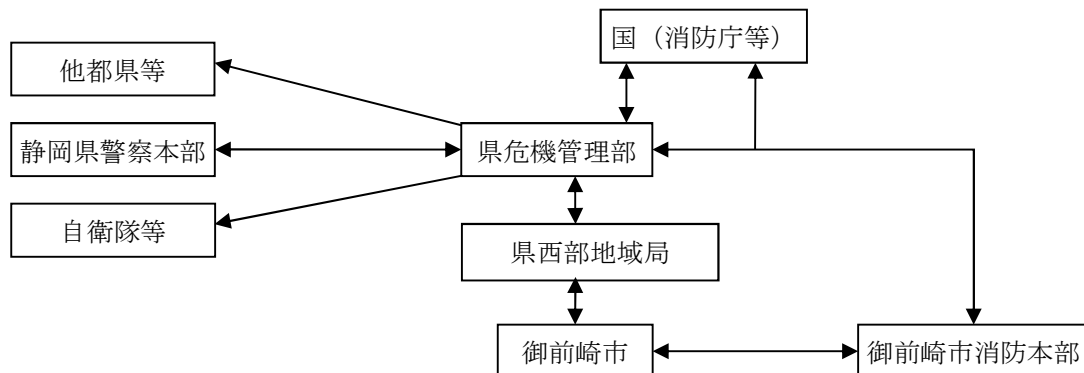 国（消防庁等）
他都県等
静岡県警察本部
県危機管理部
自衛隊等
県西部地域局
御前崎市
御前崎市消防本部